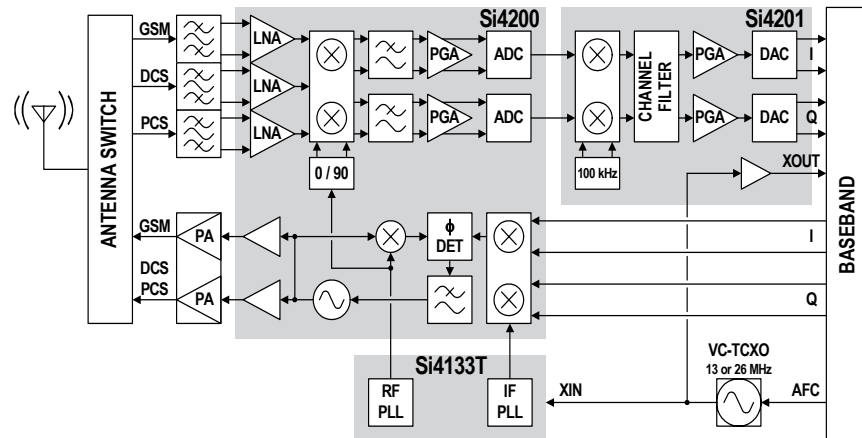 Si4200
Si4201
GSM
DCS
PCS
LNA
LNA
LNA
PGA
ADC
PGA
ADC
0 / 90
CHANNEL
FILTER
100 kHz
PGA
DAC
I
PGA
DAC
Q
XOUT
ANTENNA SWITCH
BASEBAND
GSM
DCS
PCS
PA
PA
ϕ
DET
I
Q
Si4133T
RF
PLL
IF
PLL
XIN
VC-TCXO
13 or 26 MHz
AFC